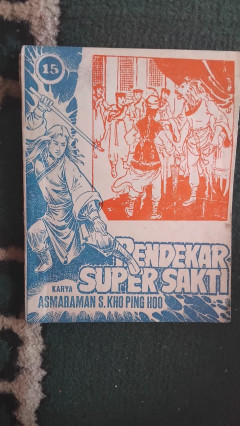 15
PENDEKAR
SUPER SAKTI
KARYA
ASMARAMAN S. KHO PING HOO